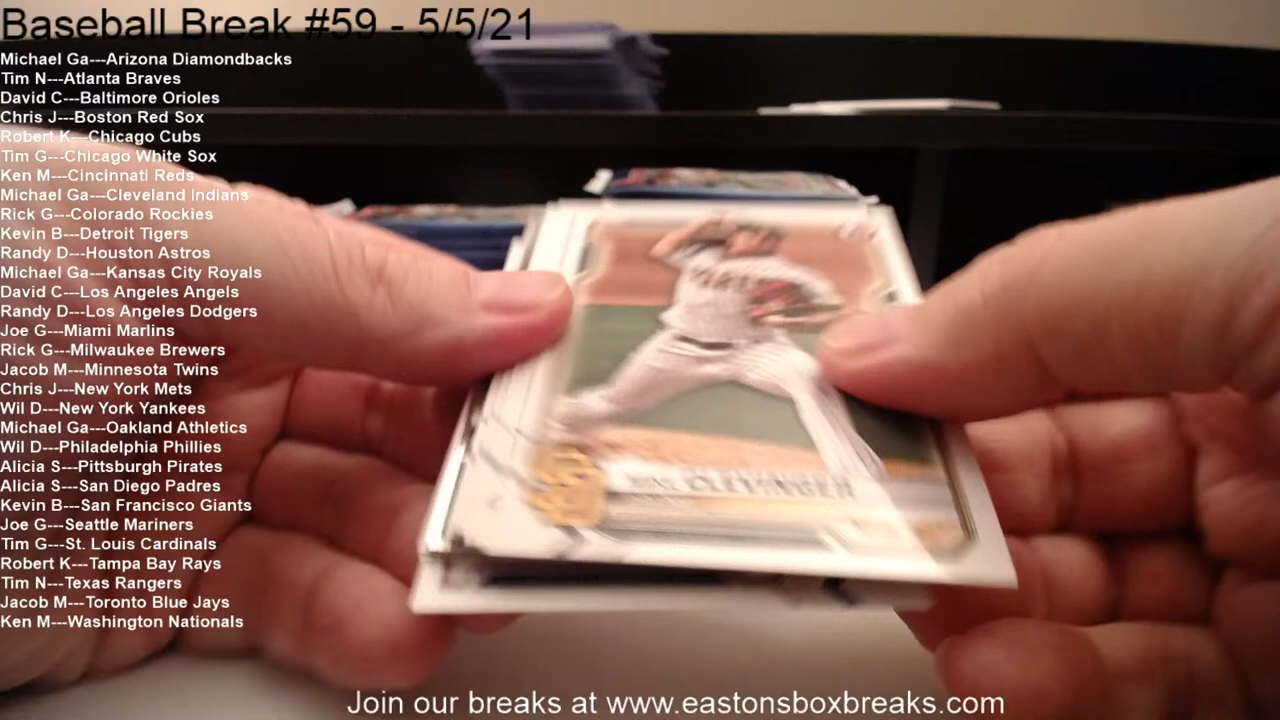 Baseball Break #59 - 5/5/21
Michael Ga---Arizona Diamondbacks
Tim N---Atlanta Braves
David C---Baltimore Orioles
Chris J---Boston Red Sox
Robert K---Chicago Cubs
Tim G---Chicago White Sox
Ken M---Cincinnati Reds
Michael Ga---Cleveland Indians
Rick G---Colorado Rockies
Kevin B---Detroit Tigers
Randy D---Houston Astros
Michael Ga---Kansas City Royals
David C---Los Angeles Angels
Randy D---Los Angeles Dodgers
Joe G---Miami Marlins
Rick G---Milwaukee Brewers
Jacob M---Minnesota Twins
Chris J---New York Mets
Wil D---New York Yankees
Michael Ga---Oakland Athletics
Wil D---Philadelphia Phillies
Alicia S---Pittsburgh Pirates
Alicia S---San Diego Padres
Kevin B---San Francisco Giants
Joe G---Seattle Mariners
Tim G---St. Louis Cardinals
Robert K---Tampa Bay Rays
Tim N---Texas Rangers
Jacob M---Toronto Blue Jays
Ken M---Washington Nationals
CLEVINGER
Join our breaks at www.eastonsboxbreaks.com